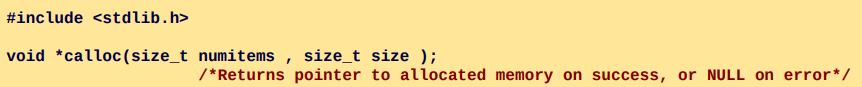 #include <stdlib.h>
void *calloc(size_t numitems , size_t size );
/*Returns pointer to allocated memory on success, or NULL on error*/